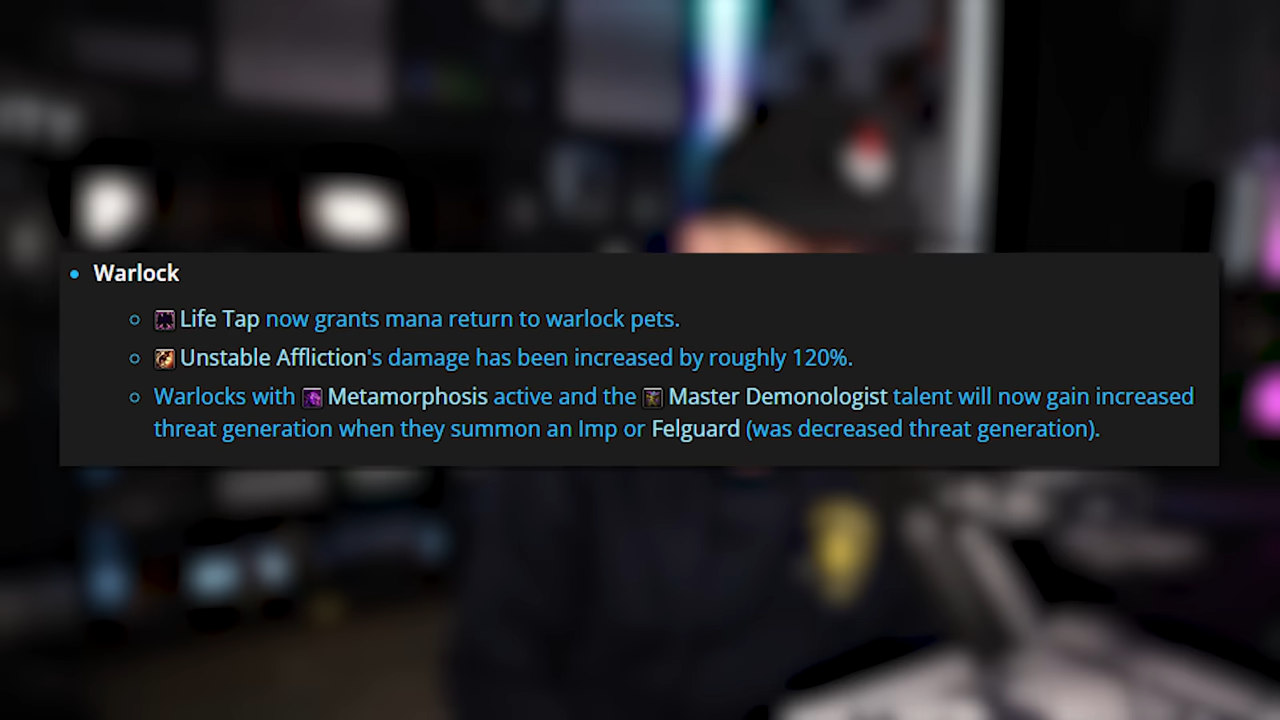 Warlock
Life Tap now grants mana return to warlock pets.
Unstable Affliction's damage has been increased by roughly 120%.
Warlocks with Metamorphosis active and the Master Demonologist talent will now gain increased
threat generation when they summon an Imp or Felguard (was decreased threat generation).